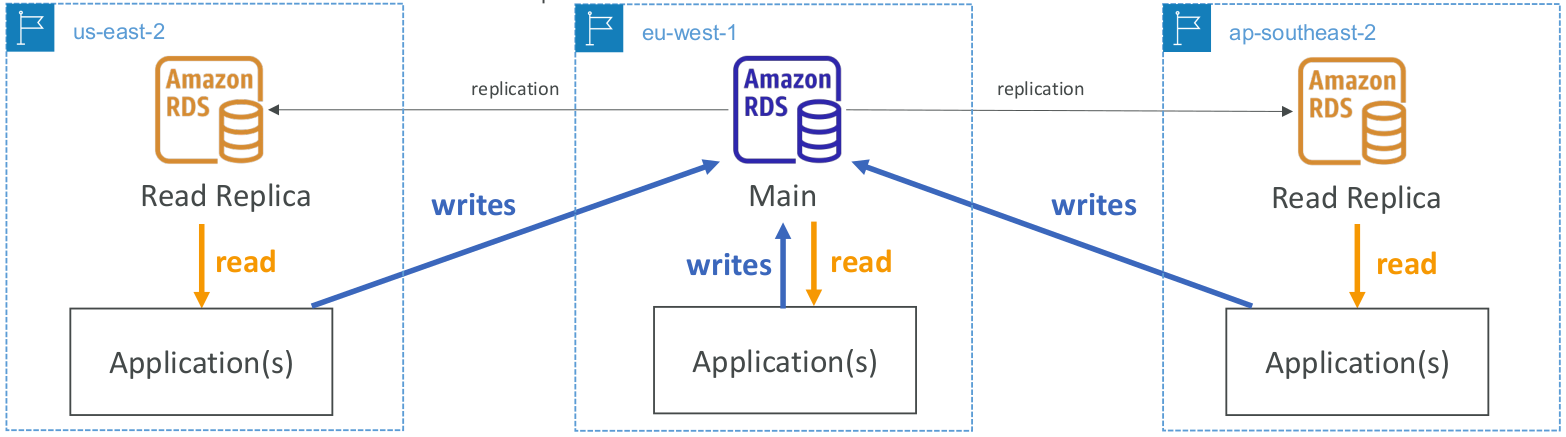 us-east-2
eu-west-1
ap-southeast-2
Amazon
RDS
replication
Amazon
RDS
replication
Amazon
RDS
Read Replica
Main
Read Replica
writes
writes
read
writes
read
read
Application(s)
Application(s)
Application(s)